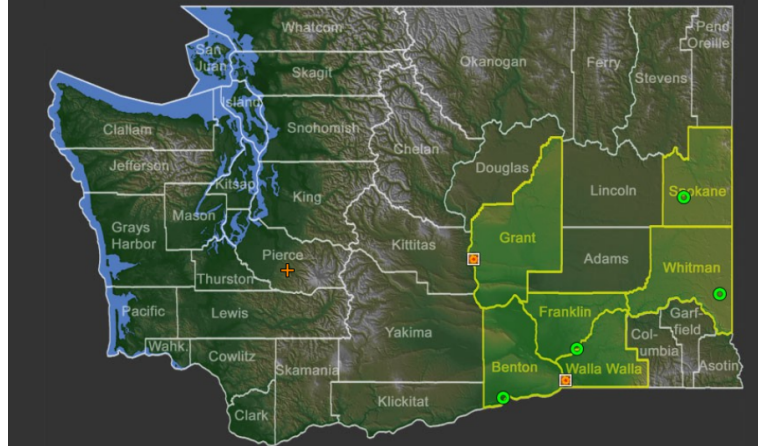 Whatcom
San
Juan
Skagit
Island
Okanogan
Ferry
Stevens
Pend
Oreille
Clallam
Snohomish
Chelan
Jefferson
Douglas
Kitsap
King
Lincoln
Spokane
Mason
Grays
Harbor
Pierce
Kittitas
Grant
Adams
Whitman
Thurston
Pacific
Lewis
Franklin
Garf-
field
Yakima
Col-
umbia
Wahk.
Cowlitz
Skamania
Benton
Walla Walla
Asotin
Klickitat
Clark